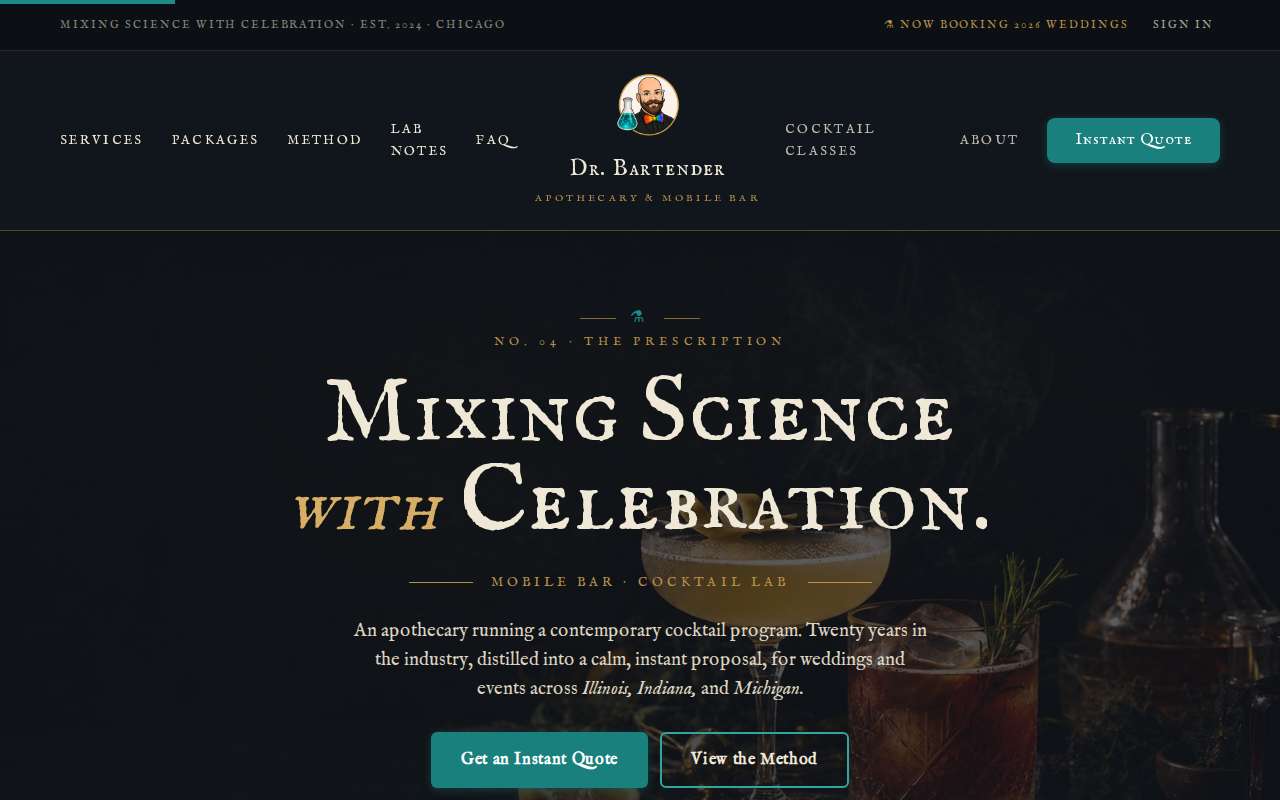 MIXING SCIENCE WITH CELEBRATION · EST. 2024 · CHICAGO
⚗ NOW BOOKING 2026 WEDDINGS
SIGN IN
SERVICES
PACKAGES
METHOD
LAB
NOTES
FAQ
Dr. Bartender
APOTHECARY & MOBILE BAR
COCKTAIL
CLASSES
ABOUT
Instant Quote
NO. 04 · THE PRESCRIPTION
Mixing Science
with Celebration.
MOBILE BAR · COCKTAIL LAB
An apothecary running a contemporary cocktail program. Twenty years in
the industry, distilled into a calm, instant proposal, for weddings and
events across Illinois, Indiana, and Michigan.
Get an Instant Quote
View the Method